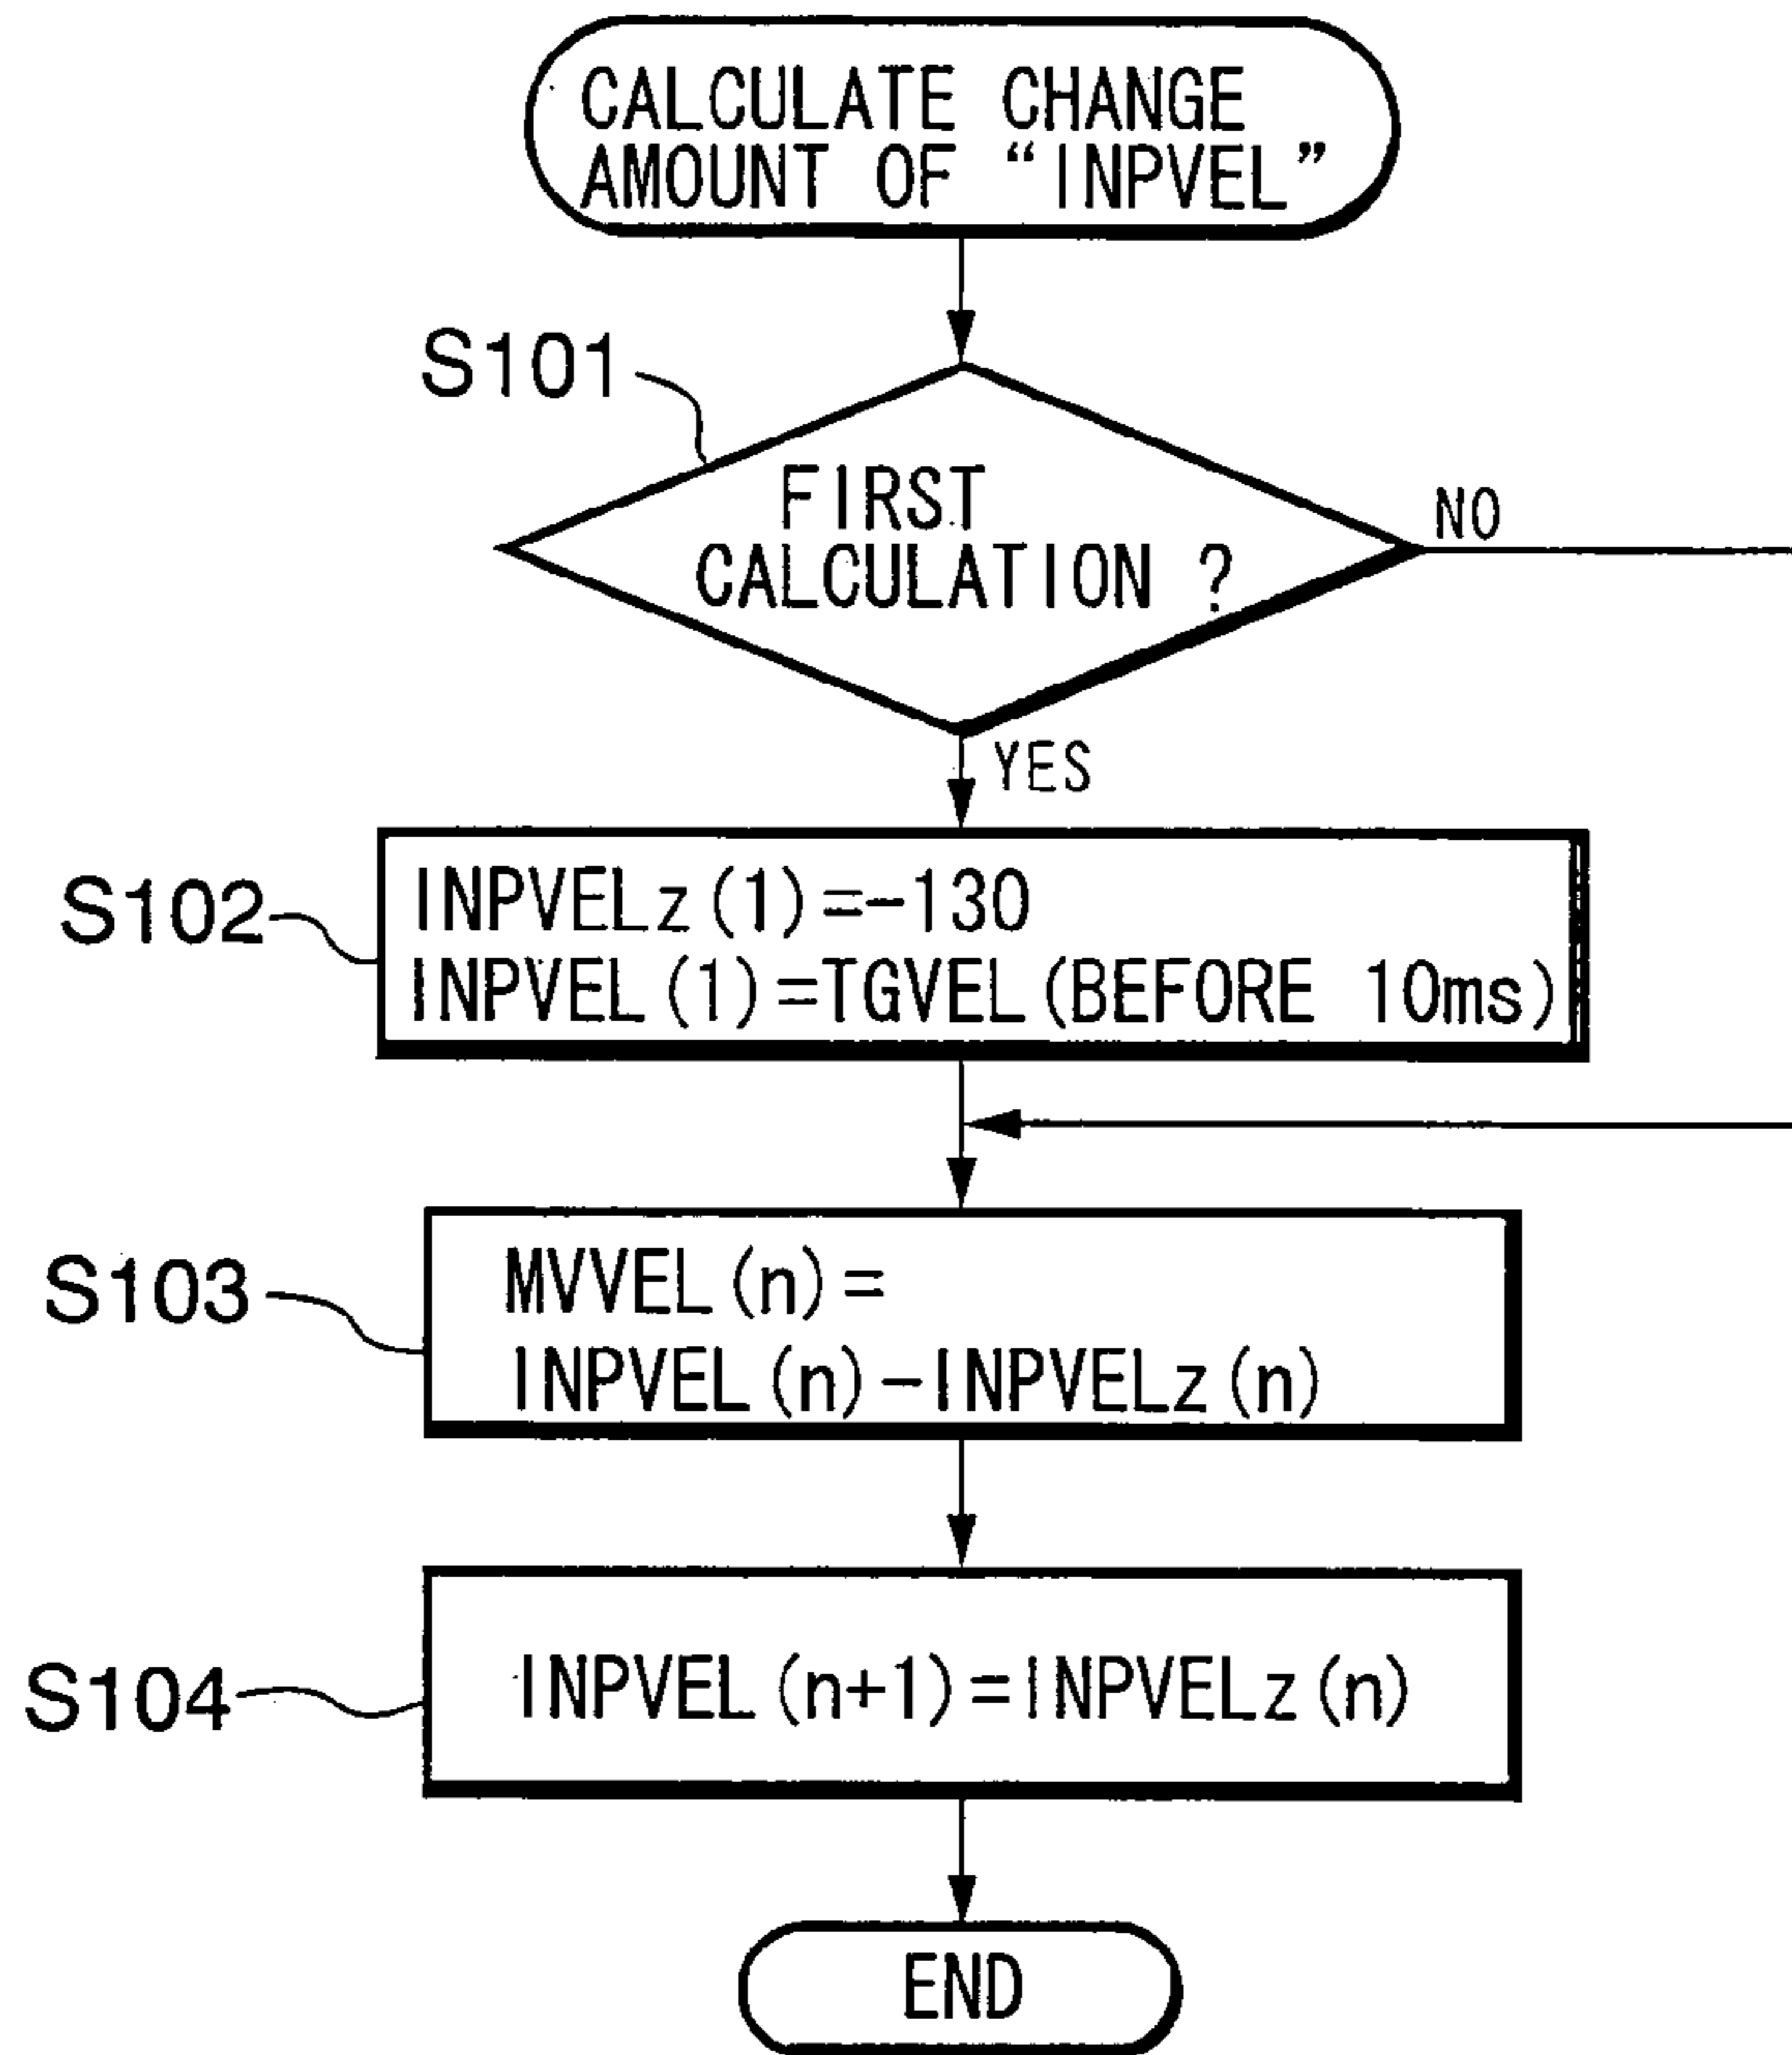 CALCULATE CHANGE
AMOUNT OF “INPVEL”
S101
FIRST
CALCULATION ?
NO
YES
S102
INPVELz(1)=-130
INPVEL(1)=TGVEL(BEFORE 10ms)
S103
MVVEL(n)=
INPVEL(n)-INPVELz(n)
S104
INPVEL(n+1)=INPVELz(n)
END